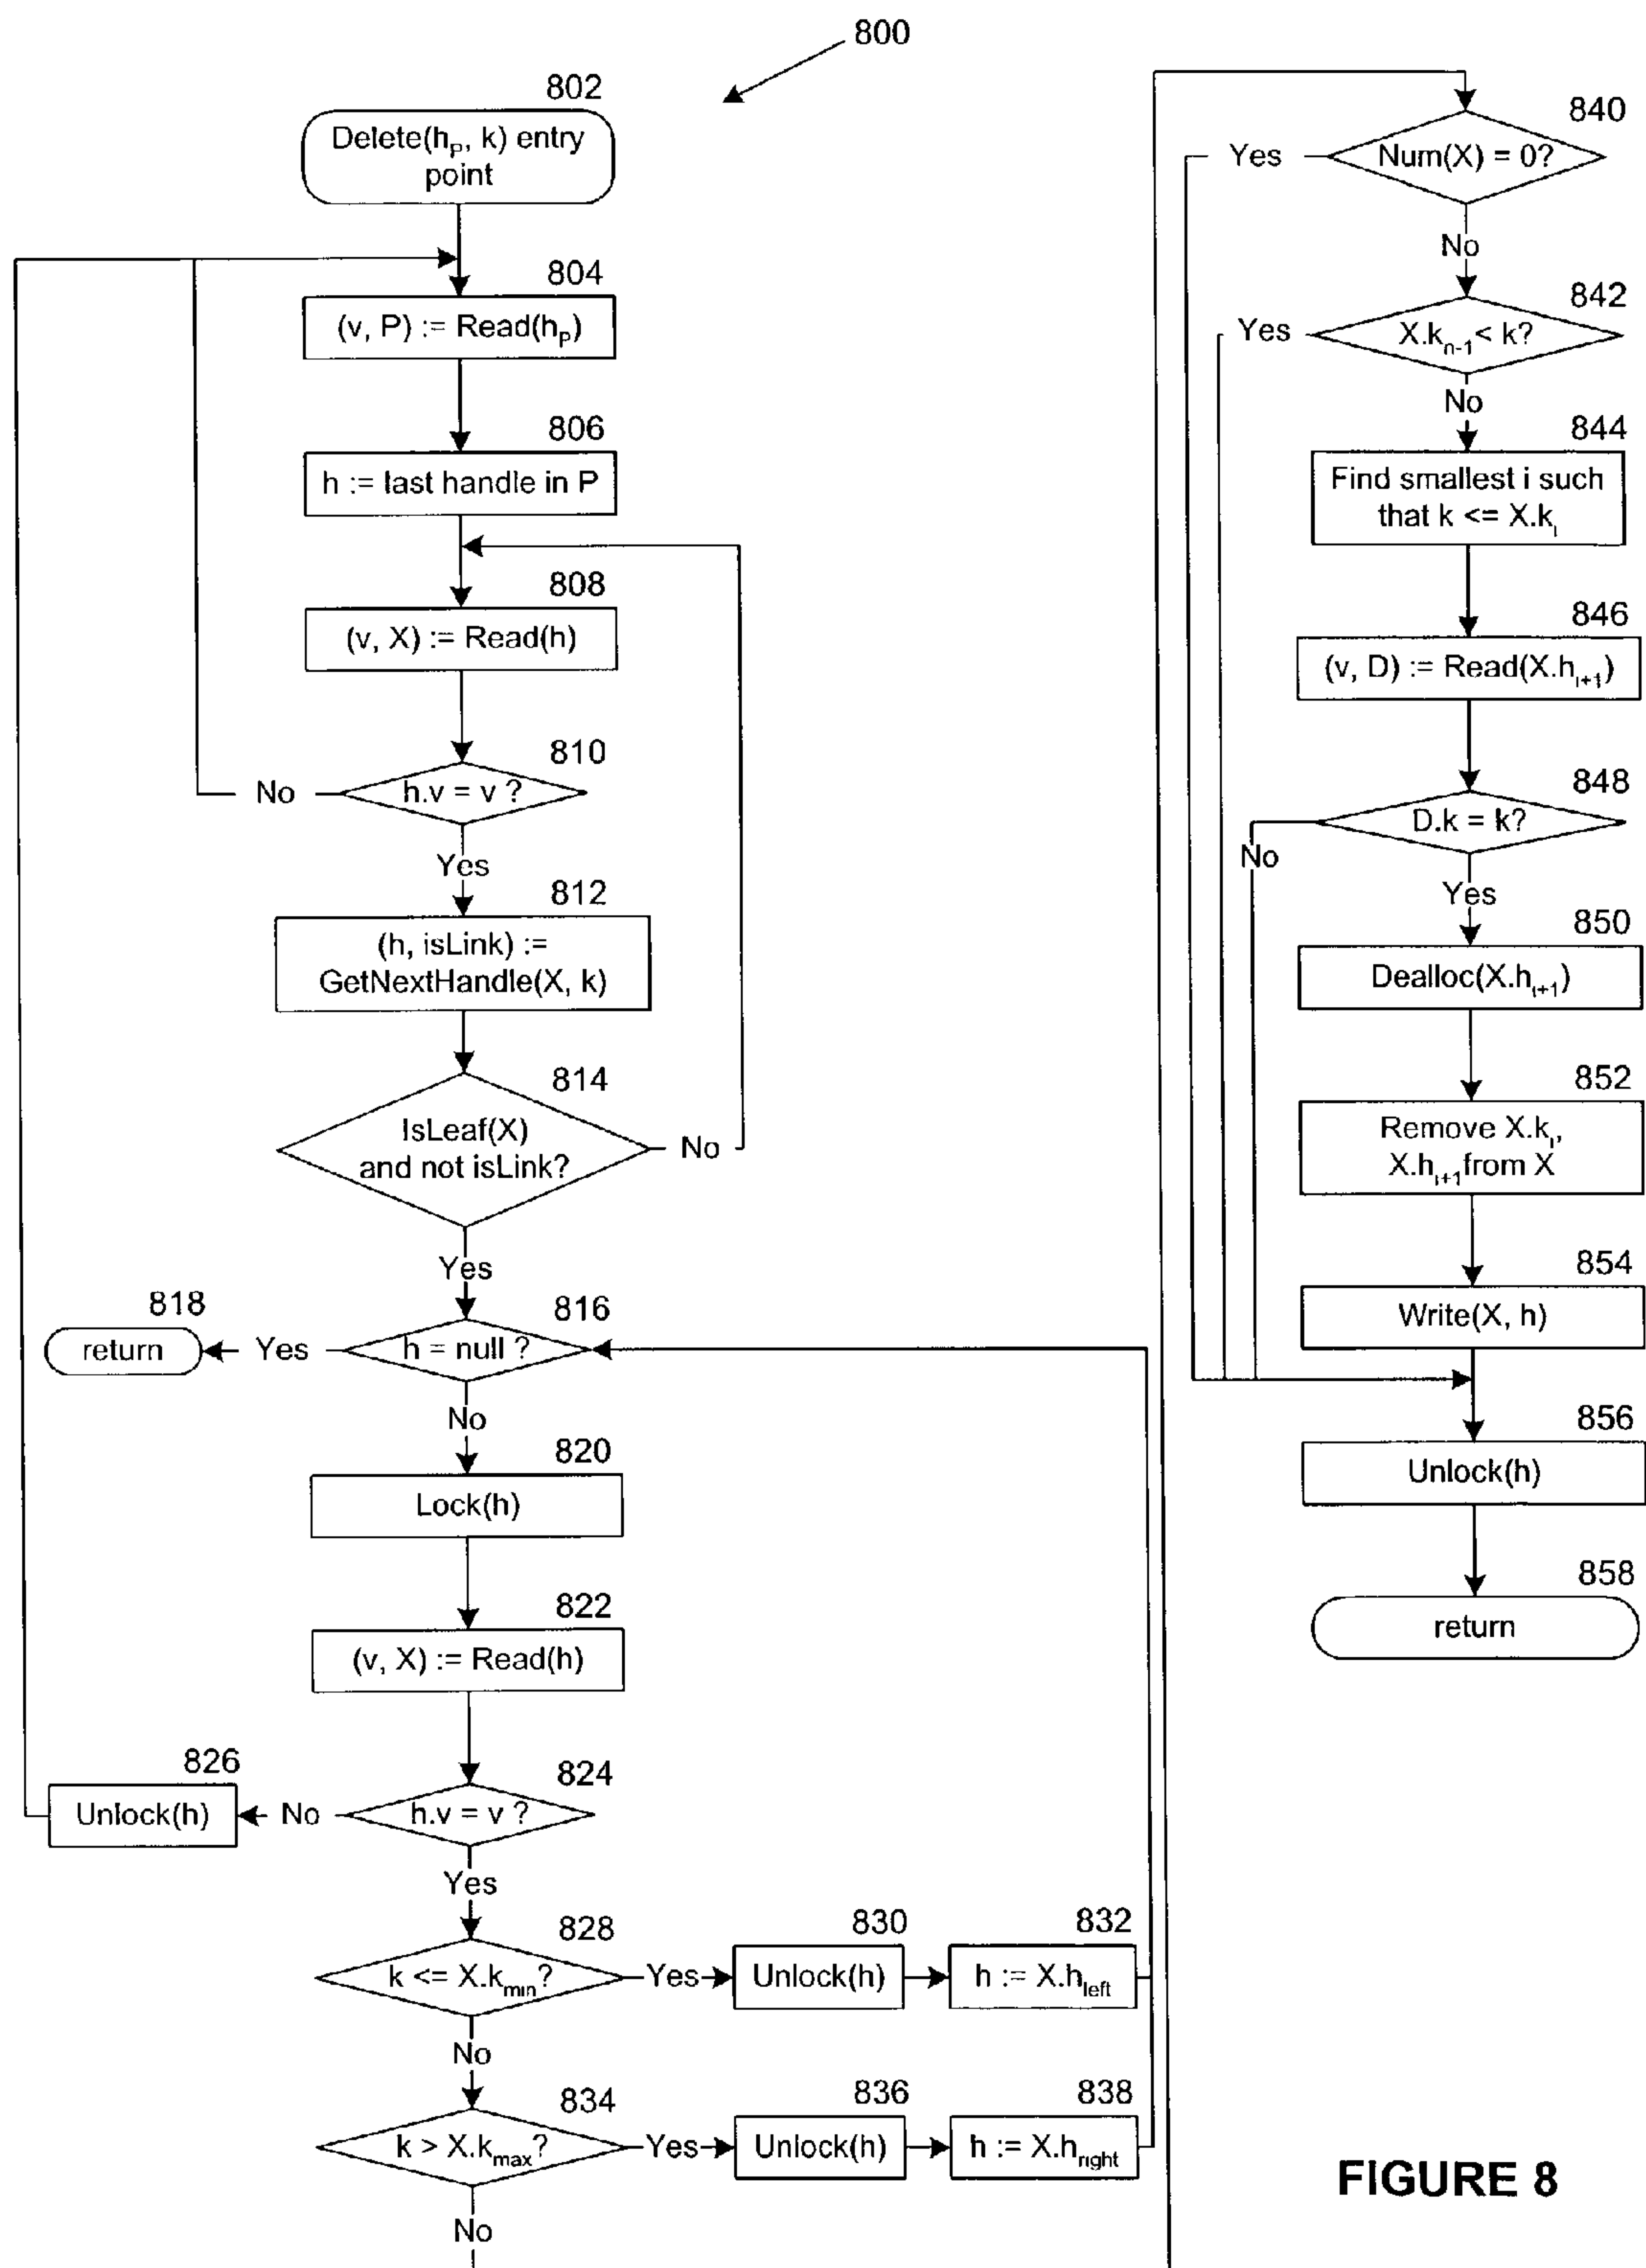 800
802
Delete(hP, k) entry
point
804
(v, P) := Read(hP)
806
h := last handle in P
808
(v, X) := Read(h)
810
h.v = v ?
No
Yes
812
(h, isLink) :=
GetNextHandle(X, k)
814
IsLeaf(X)
and not isLink?
No
Yes
816
h = null ?
Yes
818
return
No
820
Lock(h)
822
(v, X) := Read(h)
824
h.v = v ?
No
826
Unlock(h)
Yes
828
k <= X.kmin?
Yes
830
Unlock(h)
832
h := X.hleft
No
834
k > X.kmax?
Yes
836
Unlock(h)
838
h := X.hright
No
840
Num(X) = 0?
Yes
No
842
X.kn-1 < k?
Yes
No
844
Find smallest i such
that k <= X.ki
846
(v, D) := Read(X.hi+1)
848
D.k = k?
No
Yes
850
Dealloc(X.hi+1)
852
Remove X.ki,
X.hi+1 from X
854
Write(X, h)
856
Unlock(h)
858
return
FIGURE 8